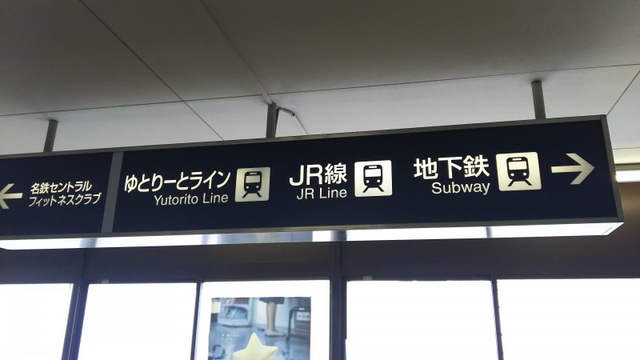 名鉄セントラル
フィットネスクラブ
ゆとりーとライン
Yutorito Line
JR線
JR Line
地下鉄
Subway